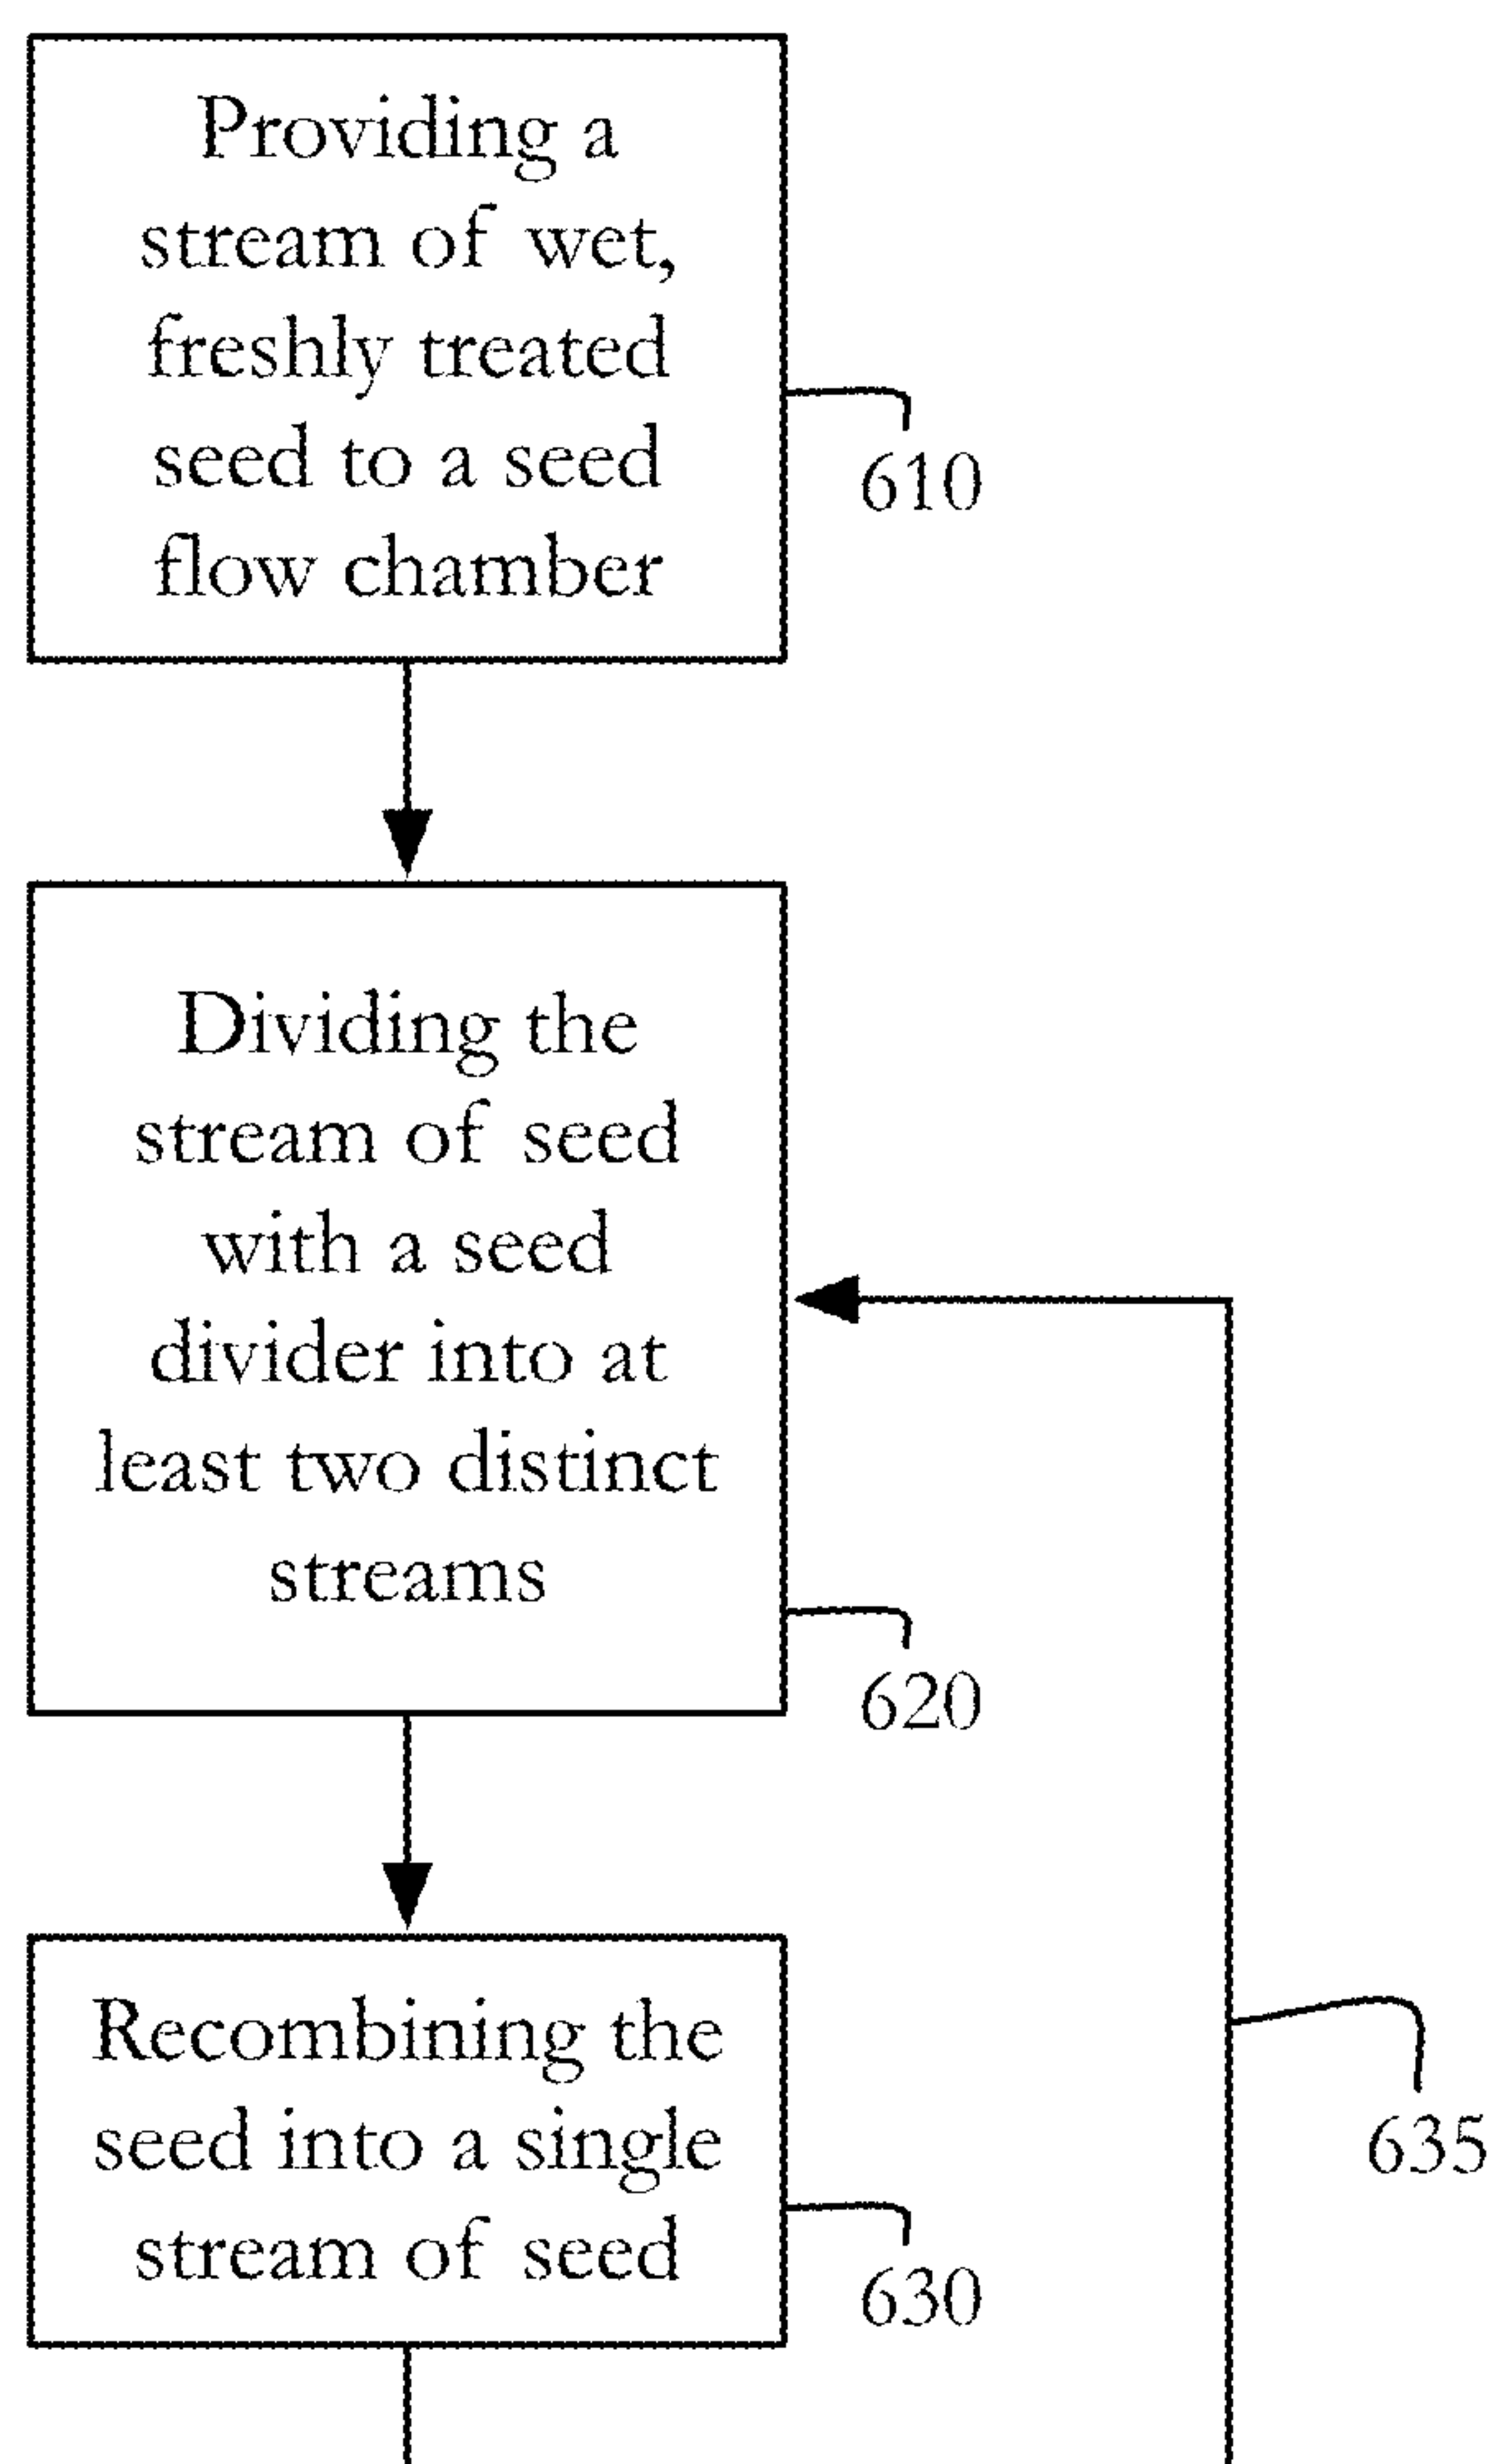 Providing a
stream of wet,
freshly treated
seed to a seed
flow chamber
610
Dividing the
stream of seed
with a seed
divider into at
least two distinct
streams
620
Recombining the
seed into a single
stream of seed
635
630